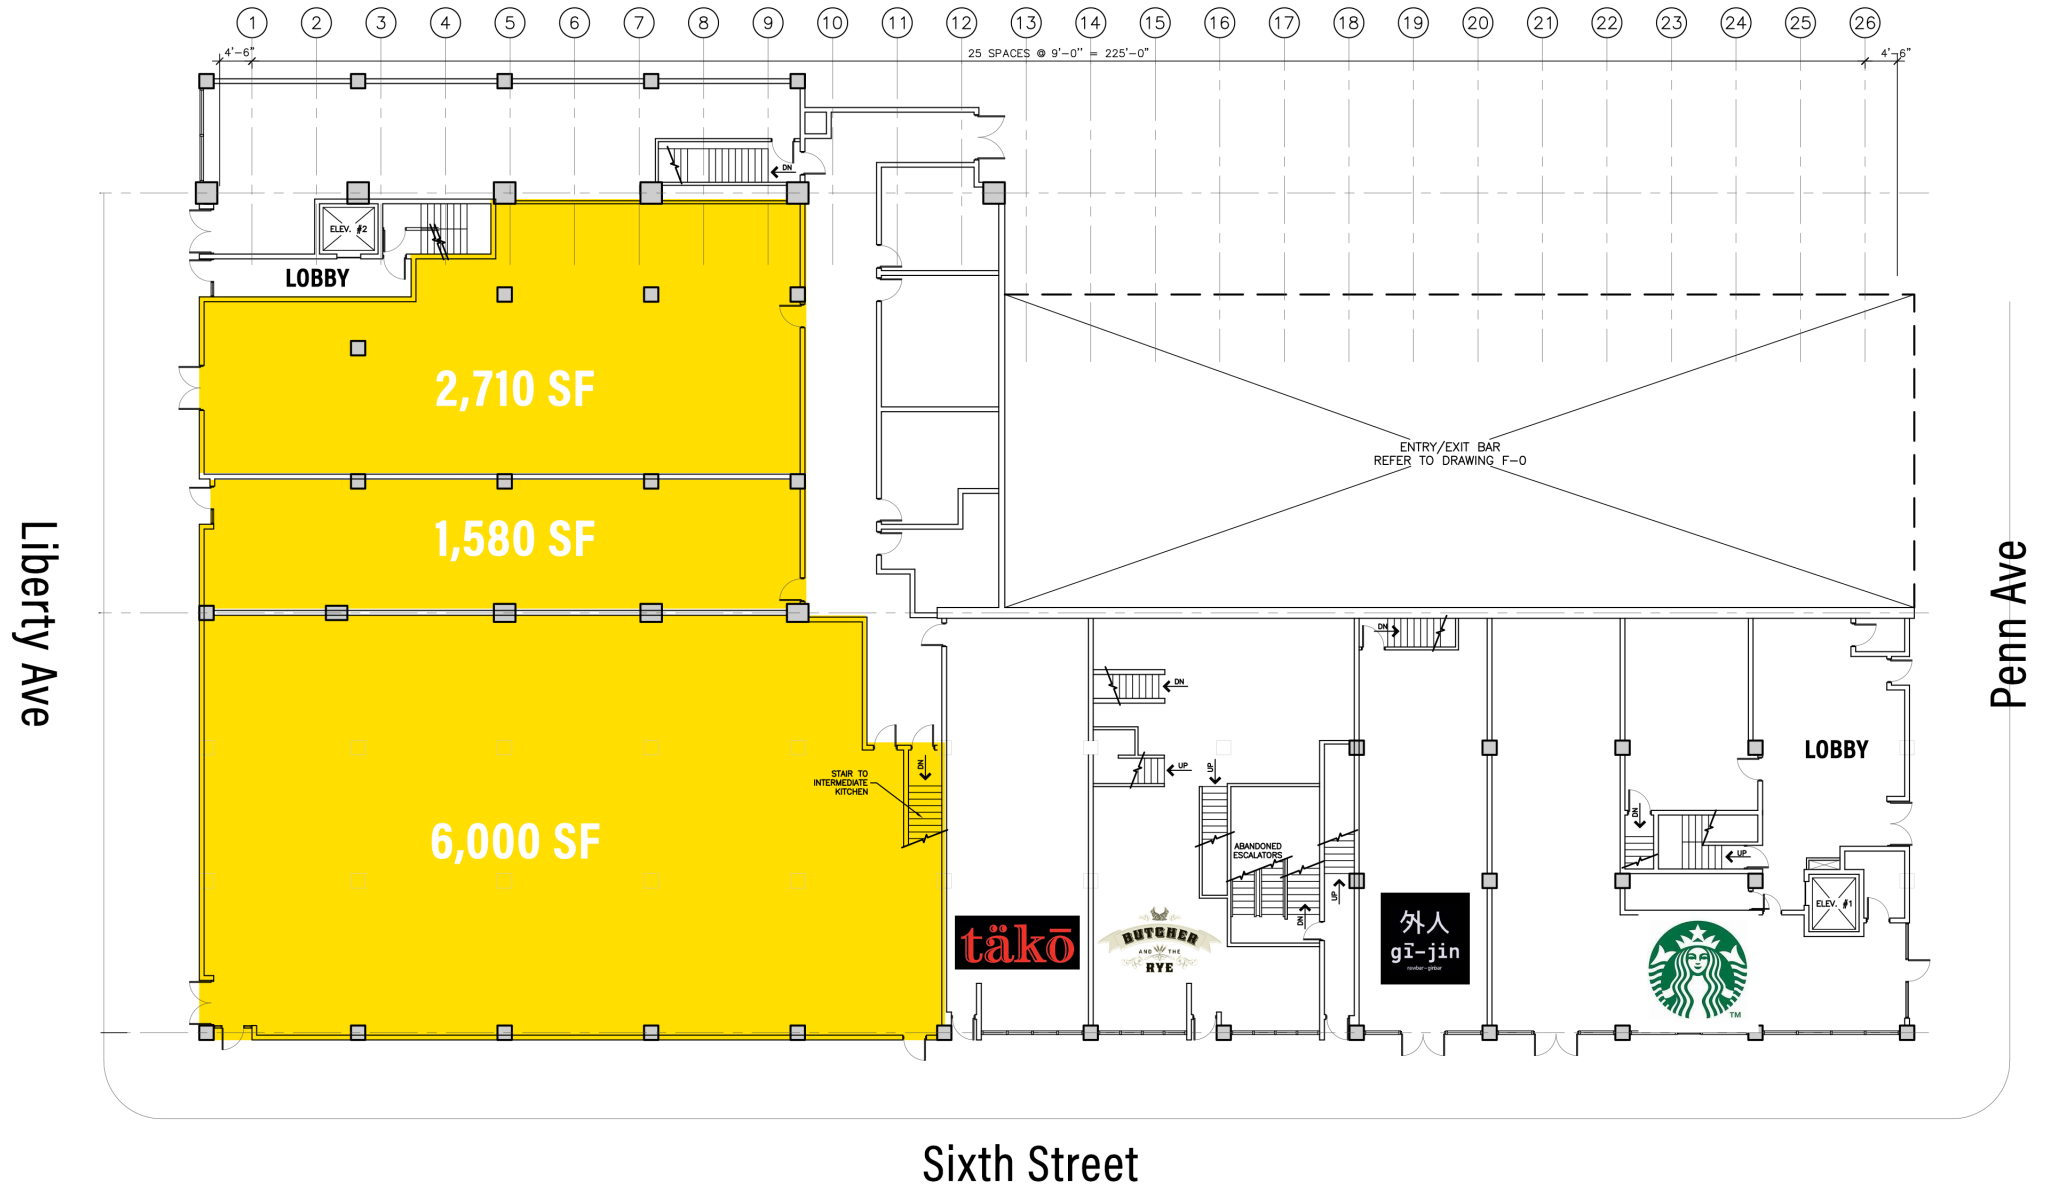 1 2 3 4 5 6 7 8 9 10 11 12 13 14 15 16 17 18 19 20 21 22 23 24 25 26
4'-6" 25 SPACES @ 9'-0" = 225'-0" 4'-6"
DN
ELEV. #2
LOBBY
2,710 SF
ENTRY/EXIT BAR
REFER TO DRAWING F-0
1,580 SF
Liberty Ave
Penn Ave
DN
DN
LOBBY
UP
UP
DN
STAIR TO
INTERMEDIATE
KITCHEN
6,000 SF
DN
UP
ABANDONED
ESCALATORS
UP
DN
ELEV. #1
täkō
BUTCHER
AND THE
RYE
外人
gī-jin
rawbar-ginbar
TM
Sixth Street